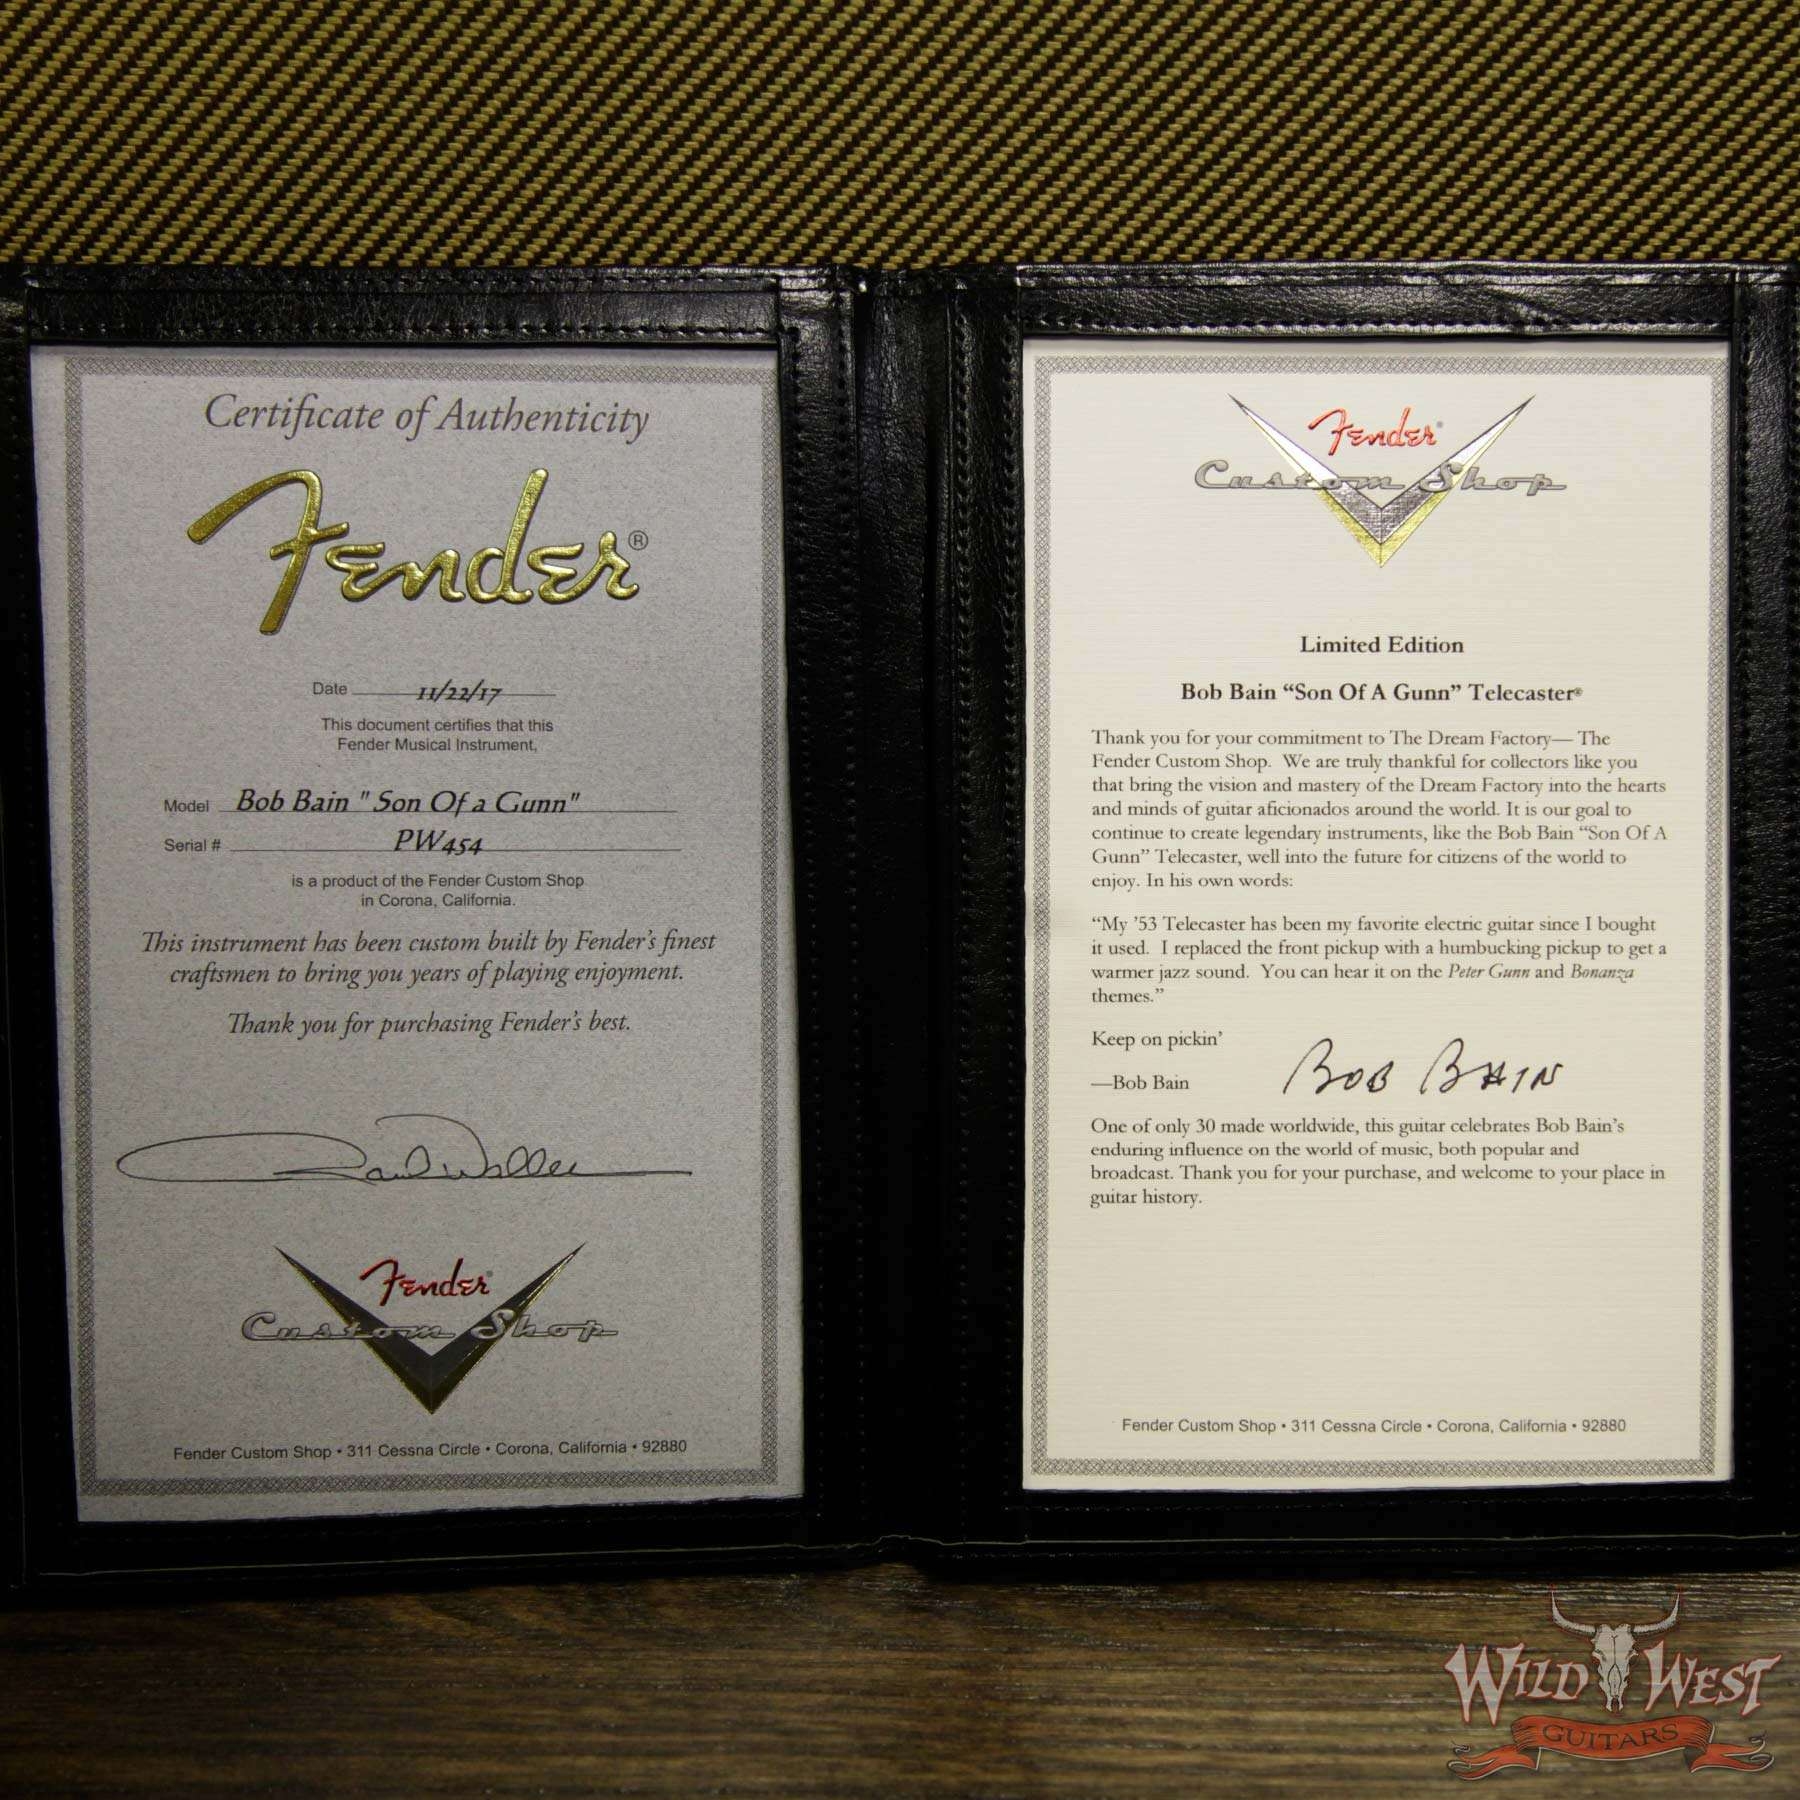 Certificate of Authenticity
Fender®
Date 11/22/17
This document certifies that this
Fender Musical Instrument,
Model Bob Bain "Son Of a Gunn"
Serial # PW454
is a product of the Fender Custom Shop
in Corona, California.
This instrument has been custom built by Fender's finest
craftsmen to bring you years of playing enjoyment.
Thank you for purchasing Fender's best.
Fender®
Custom Shop
Fender Custom Shop • 311 Cessna Circle • Corona, California • 92880
Fender®
Custom Shop
Limited Edition
Bob Bain “Son Of A Gunn” Telecaster®
Thank you for your commitment to The Dream Factory— The
Fender Custom Shop. We are truly thankful for collectors like you
that bring the vision and mastery of the Dream Factory into the hearts
and minds of guitar aficionados around the world. It is our goal to
continue to create legendary instruments, like the Bob Bain “Son Of A
Gunn” Telecaster, well into the future for citizens of the world to
enjoy. In his own words:
“My ’53 Telecaster has been my favorite electric guitar since I bought
it used. I replaced the front pickup with a humbucking pickup to get a
warmer jazz sound. You can hear it on the Peter Gunn and Bonanza
themes.”
Keep on pickin’
—Bob Bain
BOB BAIN
One of only 30 made worldwide, this guitar celebrates Bob Bain’s
enduring influence on the world of music, both popular and
broadcast. Thank you for your purchase, and welcome to your place in
guitar history.
Fender Custom Shop • 311 Cessna Circle • Corona, California • 92880
WILD WEST
GUITARS